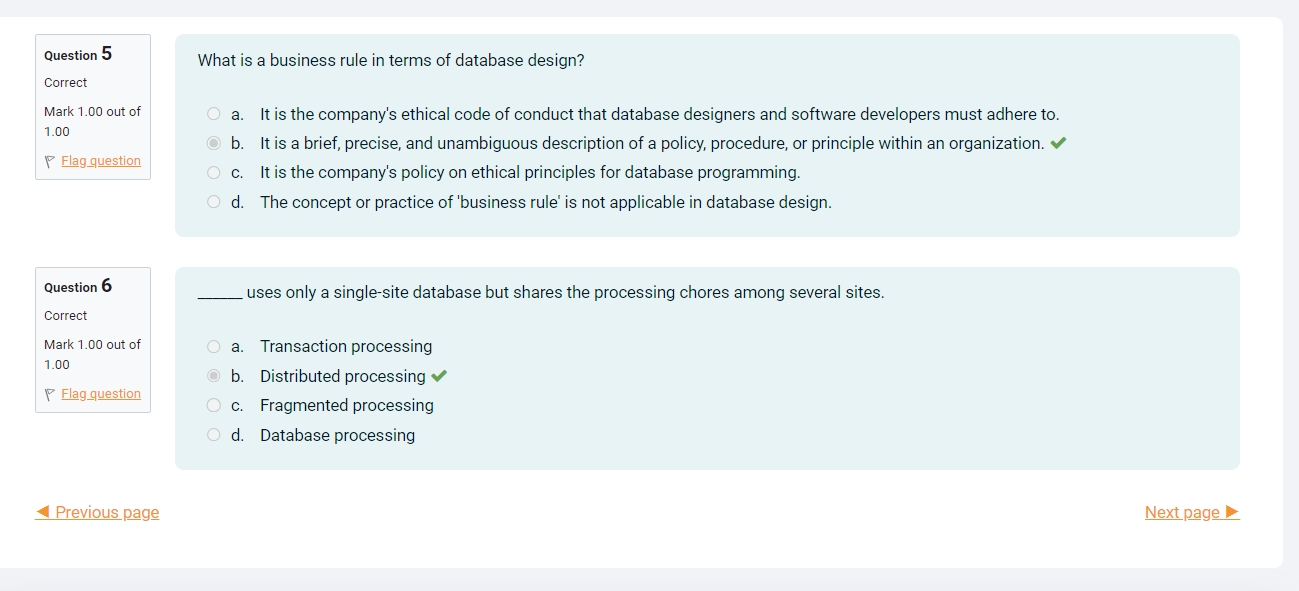 Question 5
Correct
Mark 1.00 out of
1.00
Flag question
What is a business rule in terms of database design?
a. It is the company's ethical code of conduct that database designers and software developers must adhere to.
b. It is a brief, precise, and unambiguous description of a policy, procedure, or principle within an organization.
c. It is the company's policy on ethical principles for database programming.
d. The concept or practice of 'business rule' is not applicable in database design.
Question 6
Correct
Mark 1.00 out of
1.00
Flag question
______ uses only a single-site database but shares the processing chores among several sites.
a. Transaction processing
b. Distributed processing
c. Fragmented processing
d. Database processing
◀ Previous page
Next page ▶